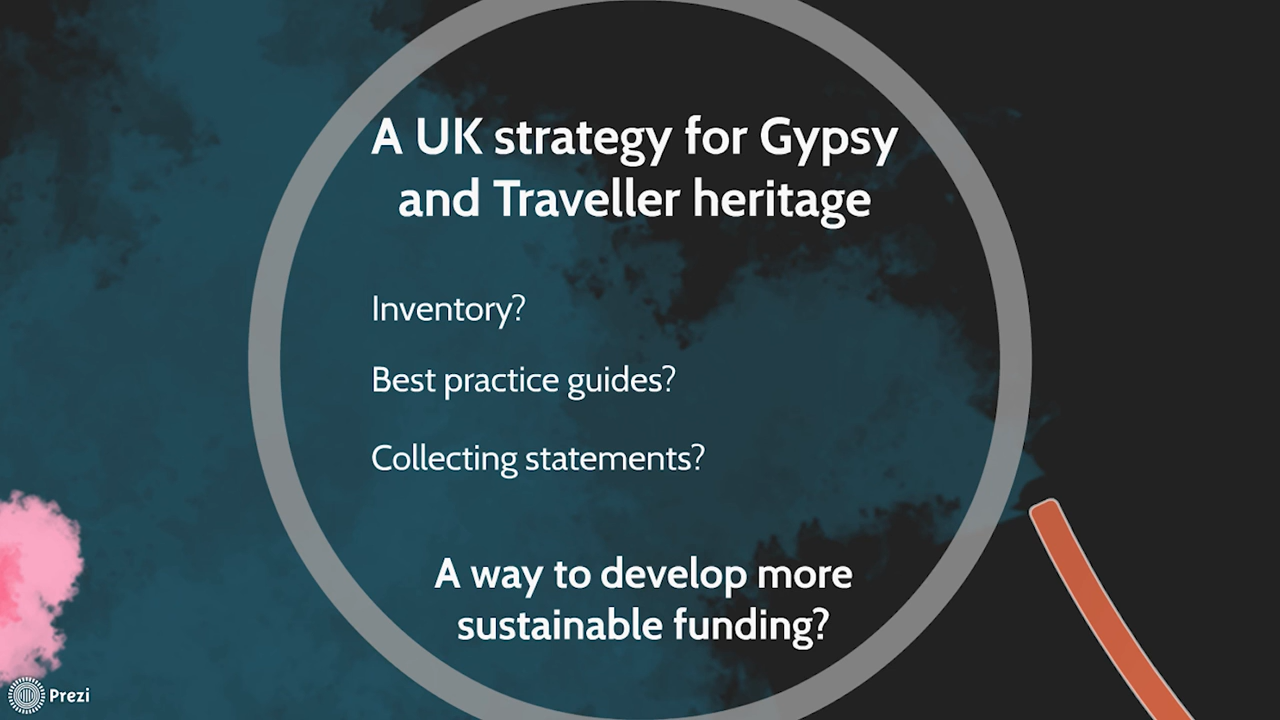 A UK strategy for Gypsy
and Traveller heritage
Inventory?
Best practice guides?
Collecting statements?
A way to develop more
sustainable funding?
Prezi